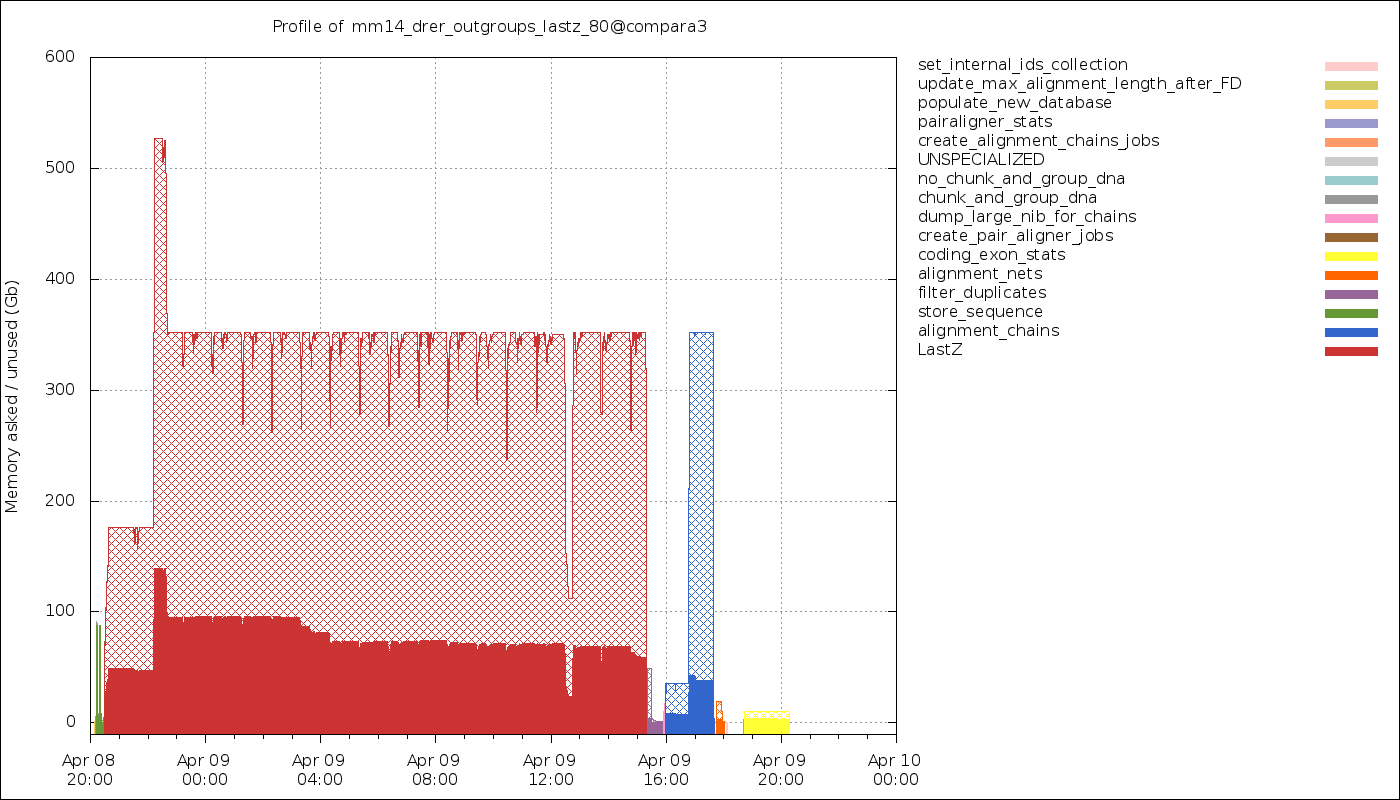 Profile of mm14_drer_outgroups_lastz_80@compara3
Memory asked / unused (Gb)
600
500
400
300
200
100
0
Apr 08
20:00
Apr 09
00:00
Apr 09
04:00
Apr 09
08:00
Apr 09
12:00
Apr 09
16:00
Apr 09
20:00
Apr 10
00:00
set_internal_ids_collection
update_max_alignment_length_after_FD
populate_new_database
pairaligner_stats
create_alignment_chains_jobs
UNSPECIALIZED
no_chunk_and_group_dna
chunk_and_group_dna
dump_large_nib_for_chains
create_pair_aligner_jobs
coding_exon_stats
alignment_nets
filter_duplicates
store_sequence
alignment_chains
LastZ